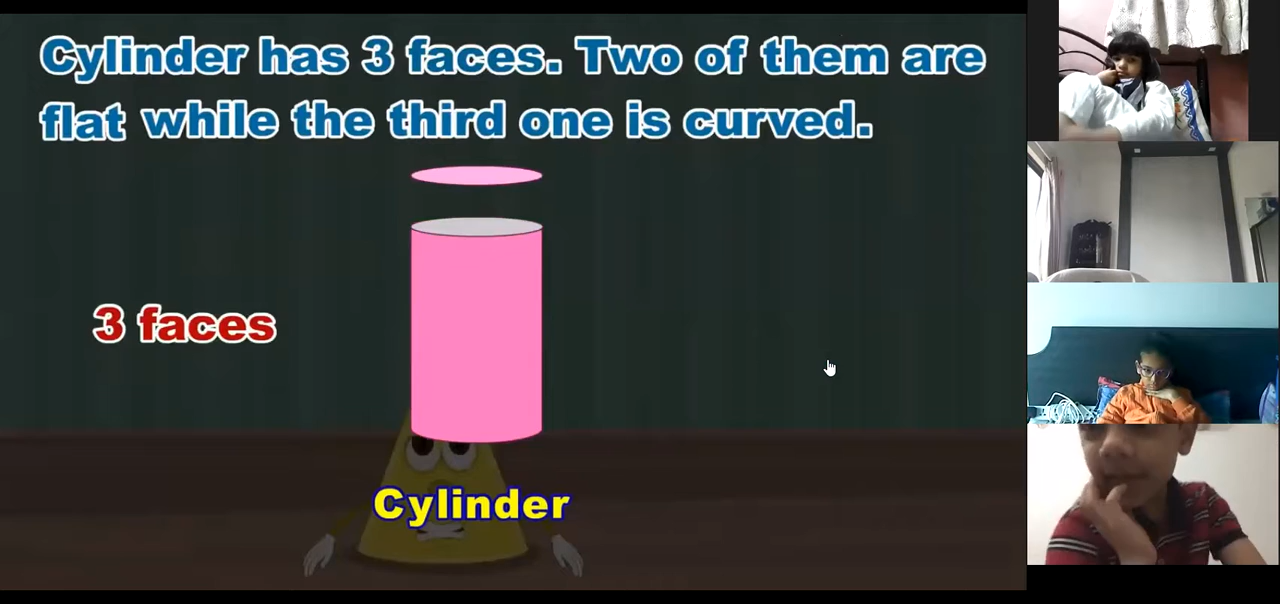 Cylinder has 3 faces. Two of them are
flat while the third one is curved.
3 faces
Cylinder